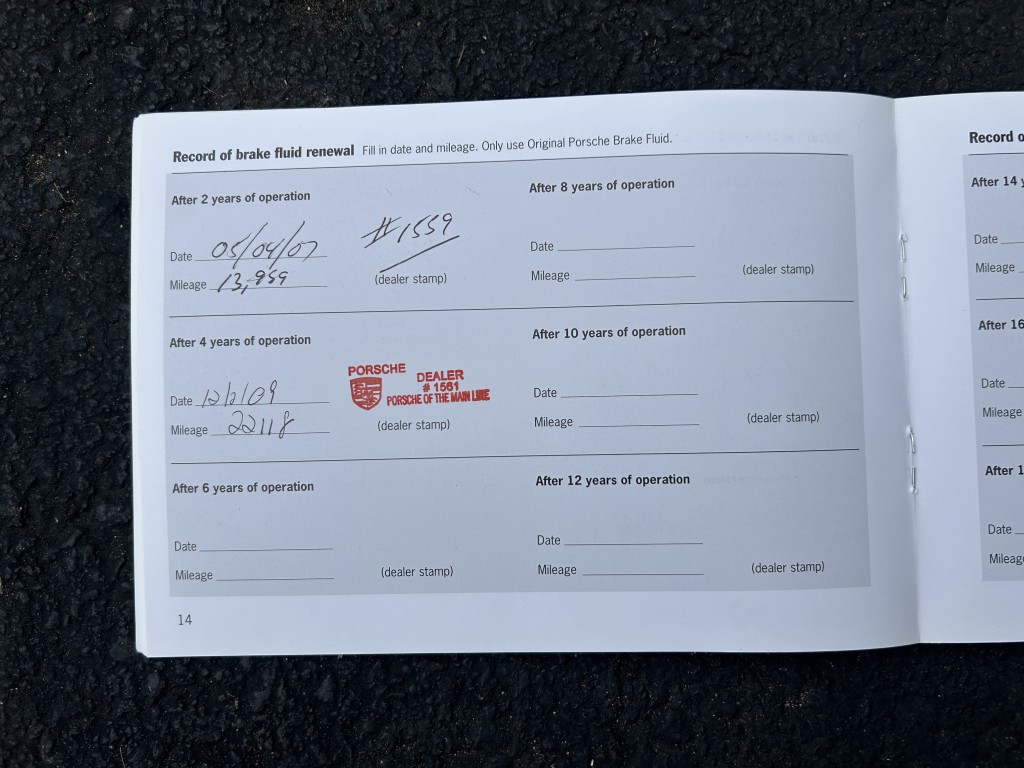 Record of brake fluid renewal Fill in date and mileage. Only use Original Porsche Brake Fluid.
After 2 years of operation
#1559
Date 05/04/07
Mileage 13,959
(dealer stamp)
After 4 years of operation
PORSCHE
DEALER
# 1561
PORSCHE OF THE MAIN LINE
Date 12/2/09
Mileage 22118
(dealer stamp)
After 6 years of operation
Date
Mileage
(dealer stamp)
After 8 years of operation
Date
Mileage
(dealer stamp)
After 10 years of operation
Date
Mileage
(dealer stamp)
After 12 years of operation
Date
Mileage
(dealer stamp)
14
Record o
After 14 y
Date
Mileage
After 16
Date
Mileage
After 1
Date
Mileag